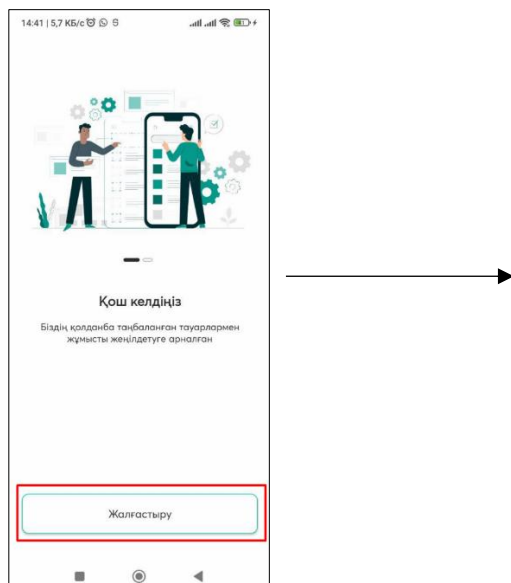 14:41 | 5,7 КБ/с
Қош келдіңіз
Біздің қолданба таңбаланған тауарлармен
жұмысты жеңілдетуге арналған
Жалғастыру